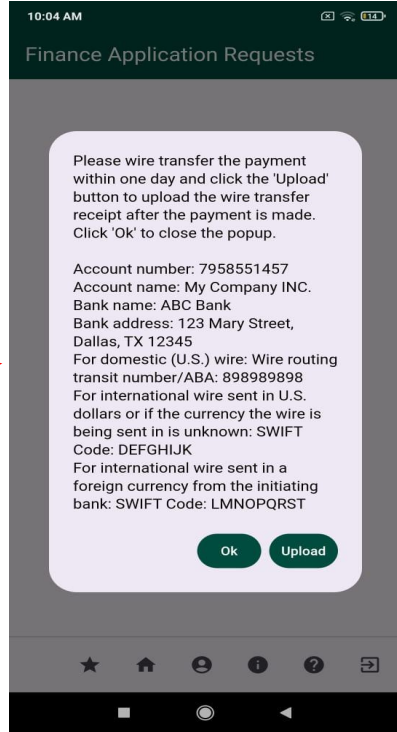 10:04 AM
14
Finance Application Requests
Please wire transfer the payment
within one day and click the 'Upload'
button to upload the wire transfer
receipt after the payment is made.
Click 'Ok' to close the popup.
Account number: 7958551457
Account name: My Company INC.
Bank name: ABC Bank
Bank address: 123 Mary Street,
Dallas, TX 12345
For domestic (U.S.) wire: Wire routing
transit number/ABA: 898989898
For international wire sent in U.S.
dollars or if the currency the wire is
being sent in is unknown: SWIFT
Code: DEFGHIJK
For international wire sent in a
foreign currency from the initiating
bank: SWIFT Code: LMNOPQRST
Ok Upload